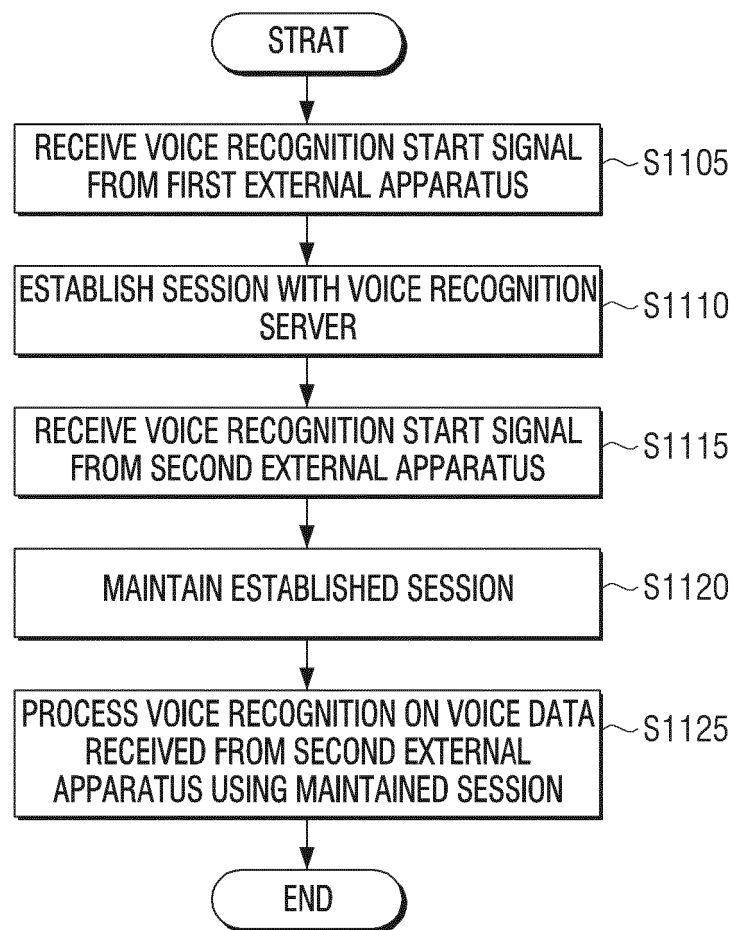 STRAT
RECEIVE VOICE RECOGNITION START SIGNAL
FROM FIRST EXTERNAL APPARATUS
S1105
ESTABLISH SESSION WITH VOICE RECOGNITION
SERVER
S1110
RECEIVE VOICE RECOGNITION START SIGNAL
FROM SECOND EXTERNAL APPARATUS
S1115
MAINTAIN ESTABLISHED SESSION
S1120
PROCESS VOICE RECOGNITION ON VOICE DATA
RECEIVED FROM SECOND EXTERNAL
APPARATUS USING MAINTAINED SESSION
S1125
END